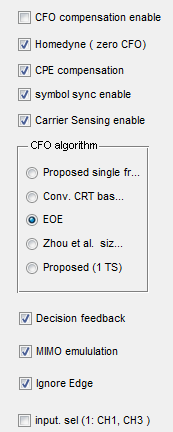 CFO compensation enable
Homedyne ( zero CFO)
CPE compensation
symbol sync enable
Carrier Sensing enable
CFO algorithm
Proposed single fr...
Conv. CRT bas...
EOE
Zhou et al. siz...
Proposed (1 TS)
Decision feedback
MIMO emululation
Ignore Edge
input. sel (1: CH1, CH3 )